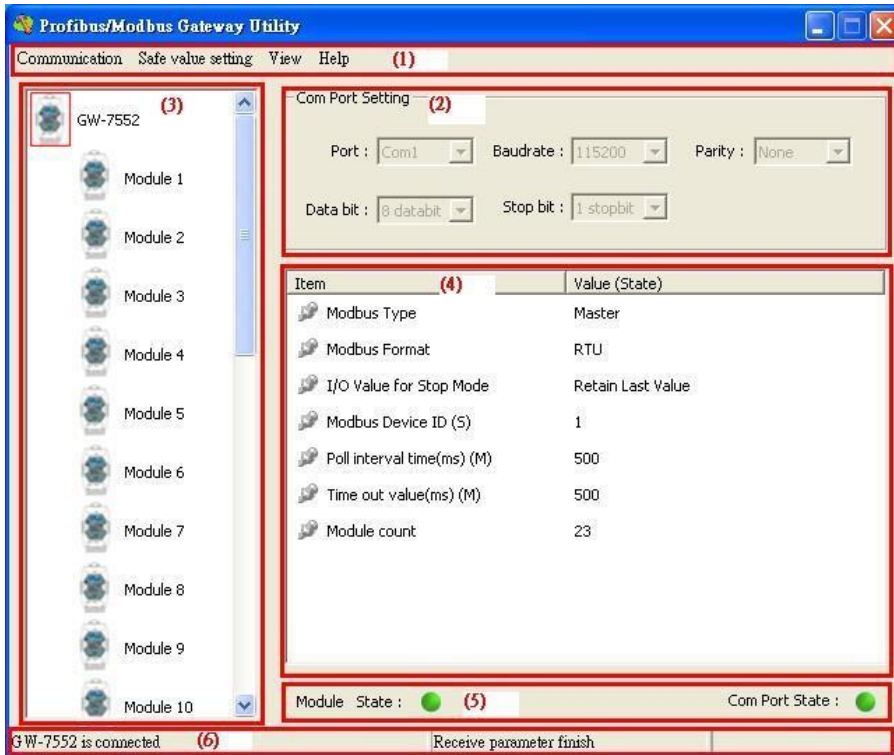 Profibus/Modbus Gateway Utility
Communication Safe value setting View Help (1)
(3)
GW-7552
Module 1
Module 2
Module 3
Module 4
Module 5
Module 6
Module 7
Module 8
Module 9
Module 10
Com Port Setting (2)
Port : Com1 Baudrate : 115200 Parity : None
Data bit : 8 databit Stop bit : 1 stopbit
Item (4) Value (State)
Modbus Type Master
Modbus Format RTU
I/O Value for Stop Mode Retain Last Value
Modbus Device ID (S) 1
Poll interval time(ms) (M) 500
Time out value(ms) (M) 500
Module count 23
Module State : (5) Com Port State :
GW-7552 is connected (6) Receive parameter finish